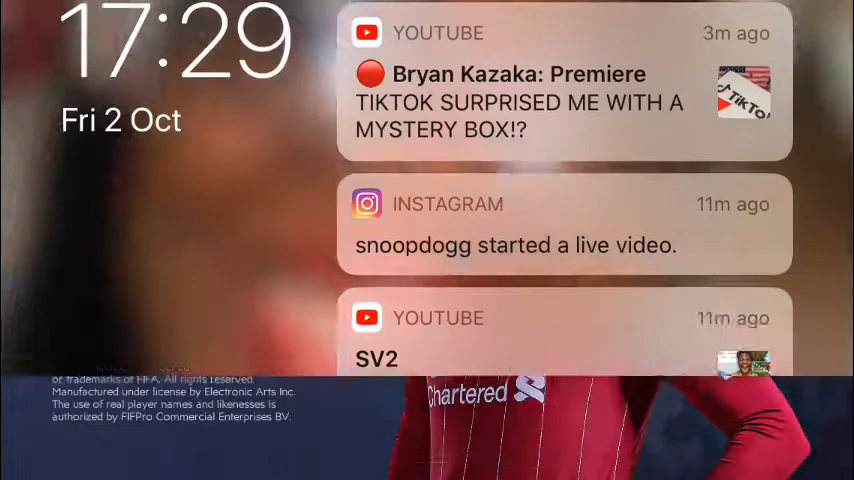 17:29
Fri 2 Oct
YOUTUBE 3m ago
Bryan Kazaka: Premiere
TIKTOK SURPRISED ME WITH A
MYSTERY BOX!?
TikTo
INSTAGRAM 11m ago
snoopdogg started a live video.
YOUTUBE 11m ago
SV2
or trademarks of FIFA. All rights reserved.
Manufactured under license by Electronic Arts Inc.
The use of real player names and likenesses is
authorized by FIFPro Commercial Enterprises BV.
Chartered